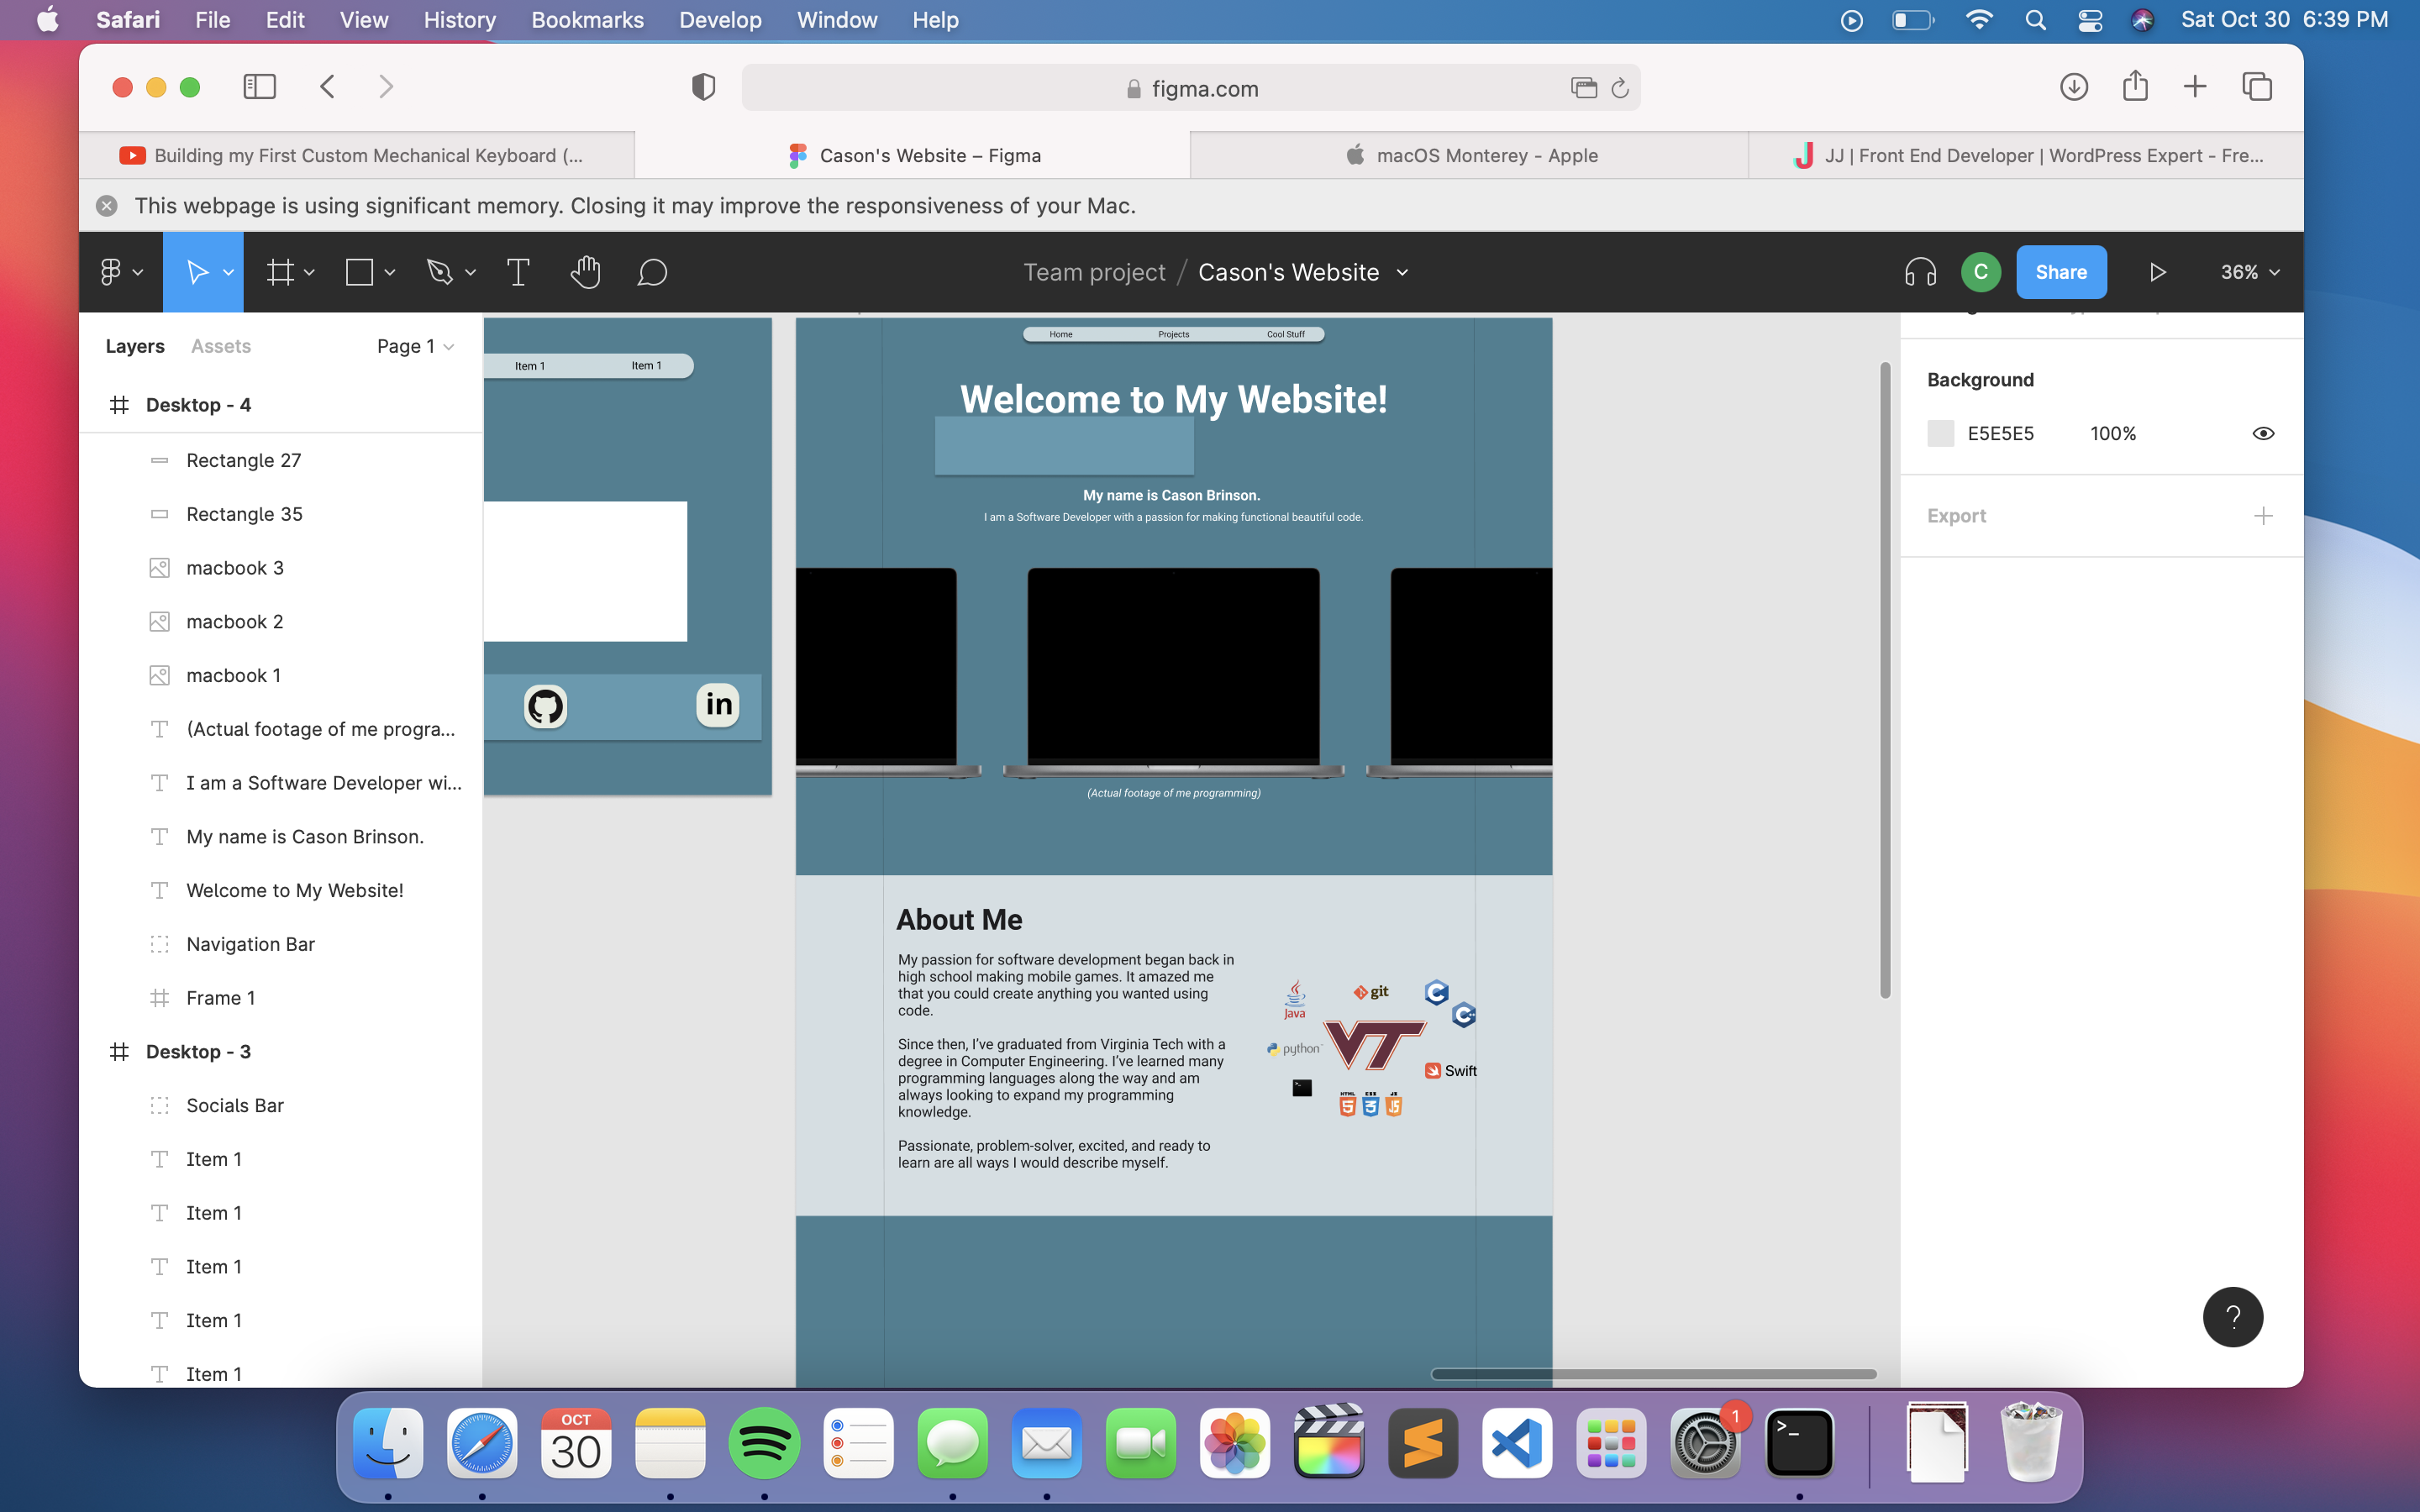 Safari File Edit View History Bookmarks Develop Window Help Sat Oct 30 6:39 PM
figma.com
Building my First Custom Mechanical Keyboard (...
Cason's Website – Figma
macOS Monterey - Apple
JJ | Front End Developer | WordPress Expert - Fre...
This webpage is using significant memory. Closing it may improve the responsiveness of your Mac.
Team project / Cason's Website
C
Share
36%
Layers Assets Page 1
Desktop - 4
Rectangle 27
Rectangle 35
macbook 3
macbook 2
macbook 1
(Actual footage of me progra...
I am a Software Developer wi...
My name is Cason Brinson.
Welcome to My Website!
Navigation Bar
Frame 1
Desktop - 3
Socials Bar
Item 1
Item 1
Item 1
Item 1
Item 1
Item 1 Item 1
in
Home Projects Cool Stuff
Welcome to My Website!
My name is Cason Brinson.
I am a Software Developer with a passion for making functional beautiful code.
(Actual footage of me programming)
About Me
My passion for software development began back in
high school making mobile games. It amazed me
that you could create anything you wanted using
code.
Since then, I've graduated from Virginia Tech with a
degree in Computer Engineering. I've learned many
programming languages along the way and am
always looking to expand my programming
knowledge.
Passionate, problem-solver, excited, and ready to
learn are all ways I would describe myself.
Java
git
C
C++
VT
python
Swift
HTML CSS JS
5 3 JS
Background
E5E5E5 100%
Export
?
OCT
30
1
>_